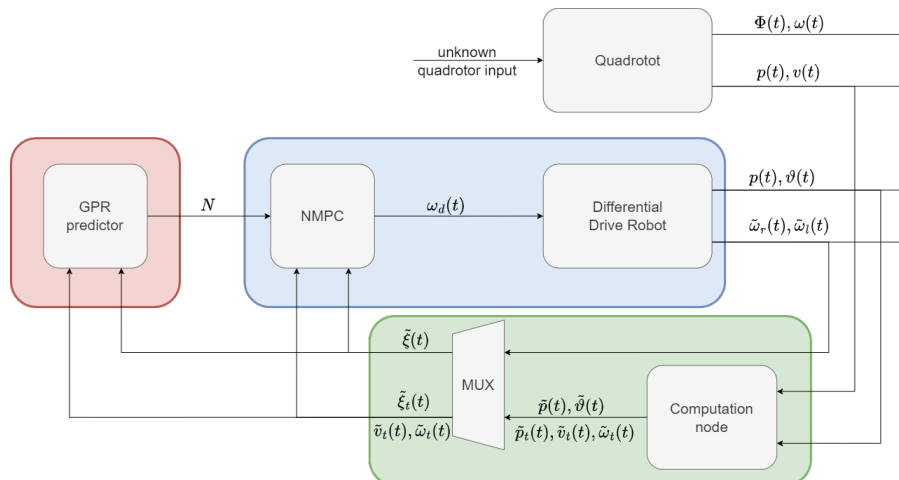 Φ(t), ω(t)
unknown
quadrotor input
Quadrotot
p(t), v(t)
GPR
predictor
N
NMPC
ω_d(t)
Differential
Drive Robot
p(t), ϑ(t)
ω̃_r(t), ω̃_l(t)
ξ̃(t)
MUX
ξ̃_t(t)
ṽ_t(t), ω̃_t(t)
p̃(t), ϑ̃(t)
p̃_t(t), ṽ_t(t), ω̃_t(t)
Computation
node